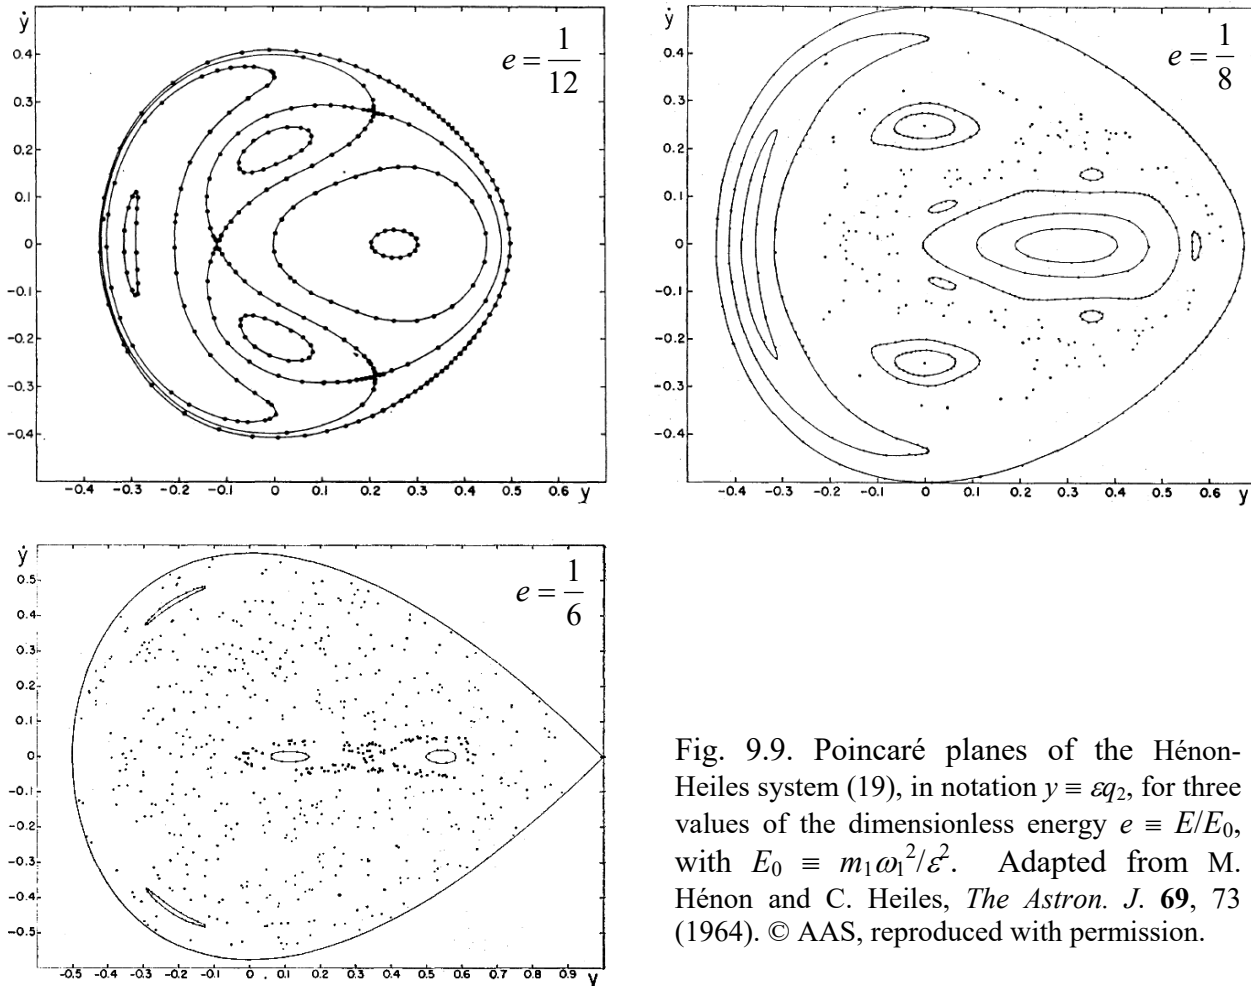 ẏ
e = 1/12
0.4
0.3
0.2
0.1
0
-0.1
-0.2
-0.3
-0.4
-0.4 -0.3 -0.2 -0.1 0 0.1 0.2 0.3 0.4 0.5 y
ẏ
e = 1/8
0.4
0.3
0.2
0.1
0
-0.1
-0.2
-0.3
-0.4
-0.4 -0.3 -0.2 -0.1 0 0.1 0.2 0.3 0.4 0.5 0.6 y
ẏ
e = 1/6
0.5
0.4
0.3
0.2
0.1
0
-0.1
-0.2
-0.3
-0.4
-0.5
-0.5 -0.4 -0.3 -0.2 -0.1 0 0.1 0.2 0.3 0.4 0.5 0.6 0.7 0.8 0.9
y
Fig. 9.9. Poincaré planes of the Hénon-
Heiles system (19), in notation y ≡ εq₂, for three
values of the dimensionless energy e ≡ E/E₀,
with E₀ ≡ m₁ω₁²/ε². Adapted from M.
Hénon and C. Heiles, The Astron. J. 69, 73
(1964). © AAS, reproduced with permission.